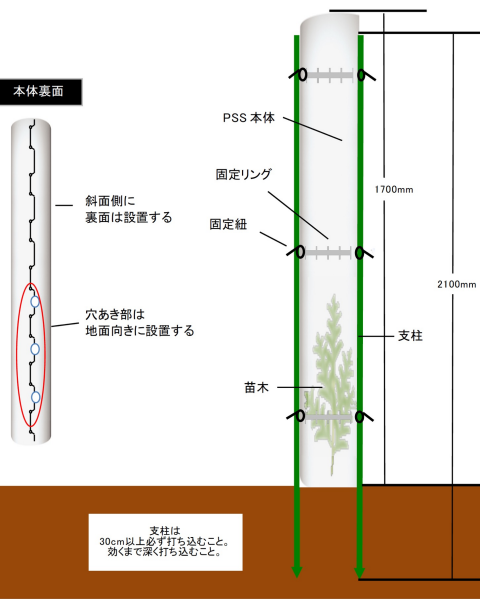 本体裏面
斜面側に
裏面は設置する
穴あき部は
地面向きに設置する
PSS 本体
固定リング
固定紐
苗木
支柱
1700mm
2100mm
支柱は
30cm以上必ず打ち込むこと。
効くまで深く打ち込むこと。